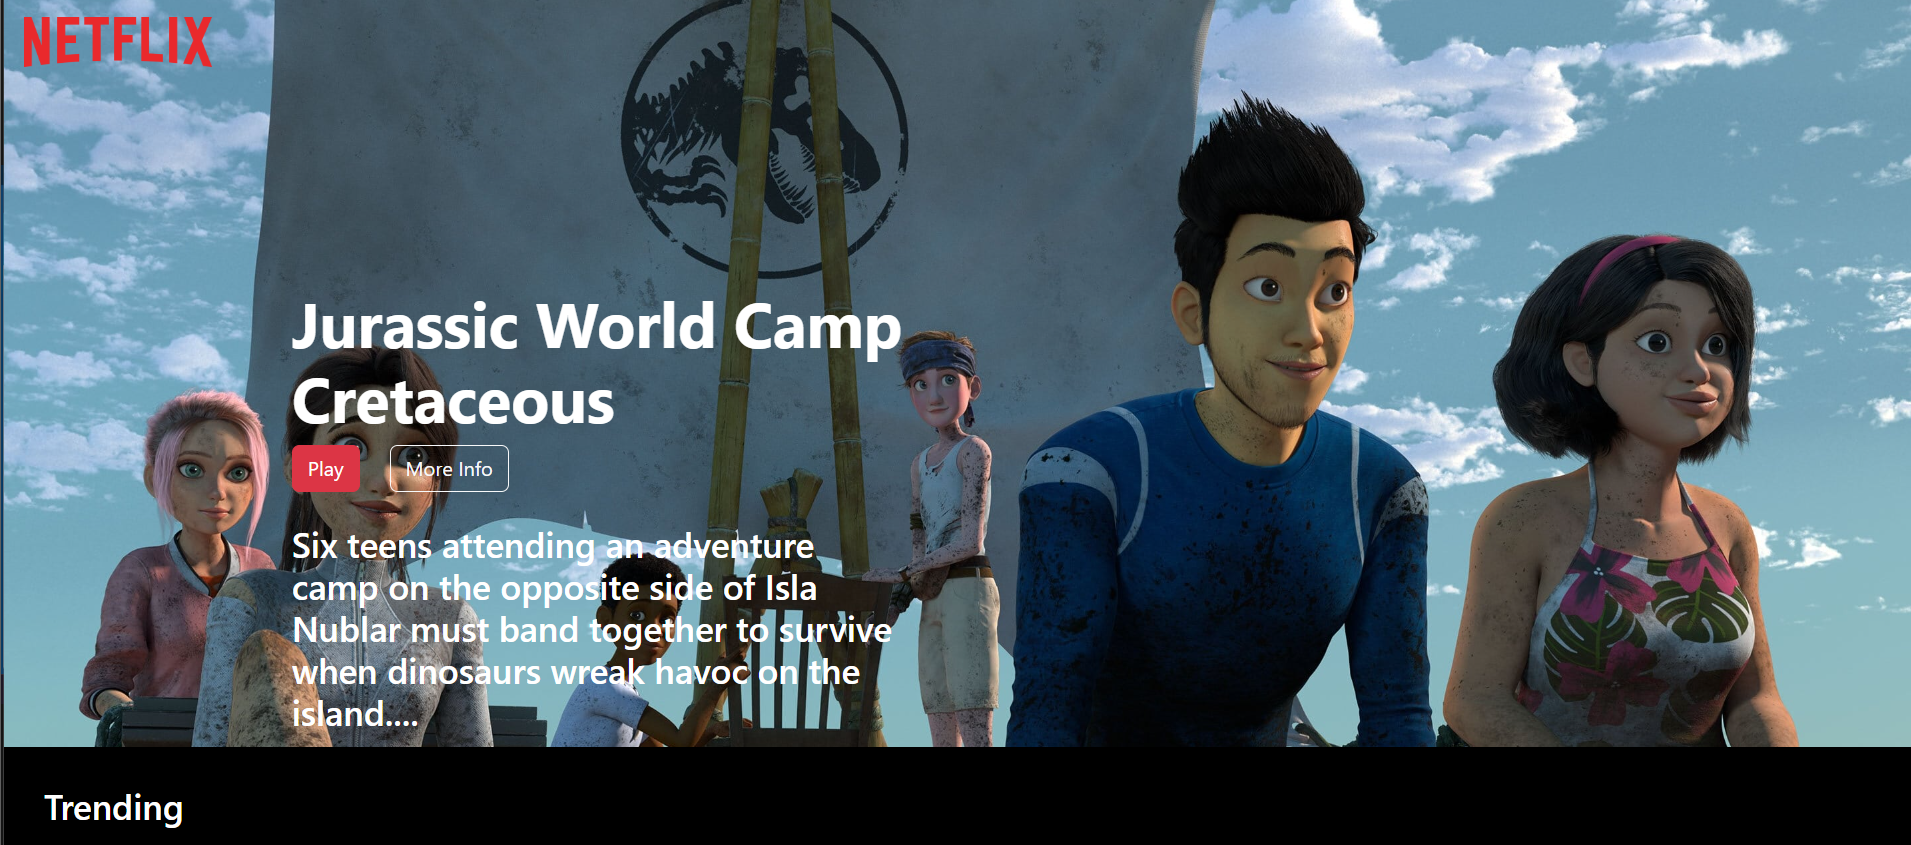 NETFLIX
Jurassic World Camp
Cretaceous
Play
More Info
Six teens attending an adventure
camp on the opposite side of Isla
Nublar must band together to survive
when dinosaurs wreak havoc on the
island....
Trending